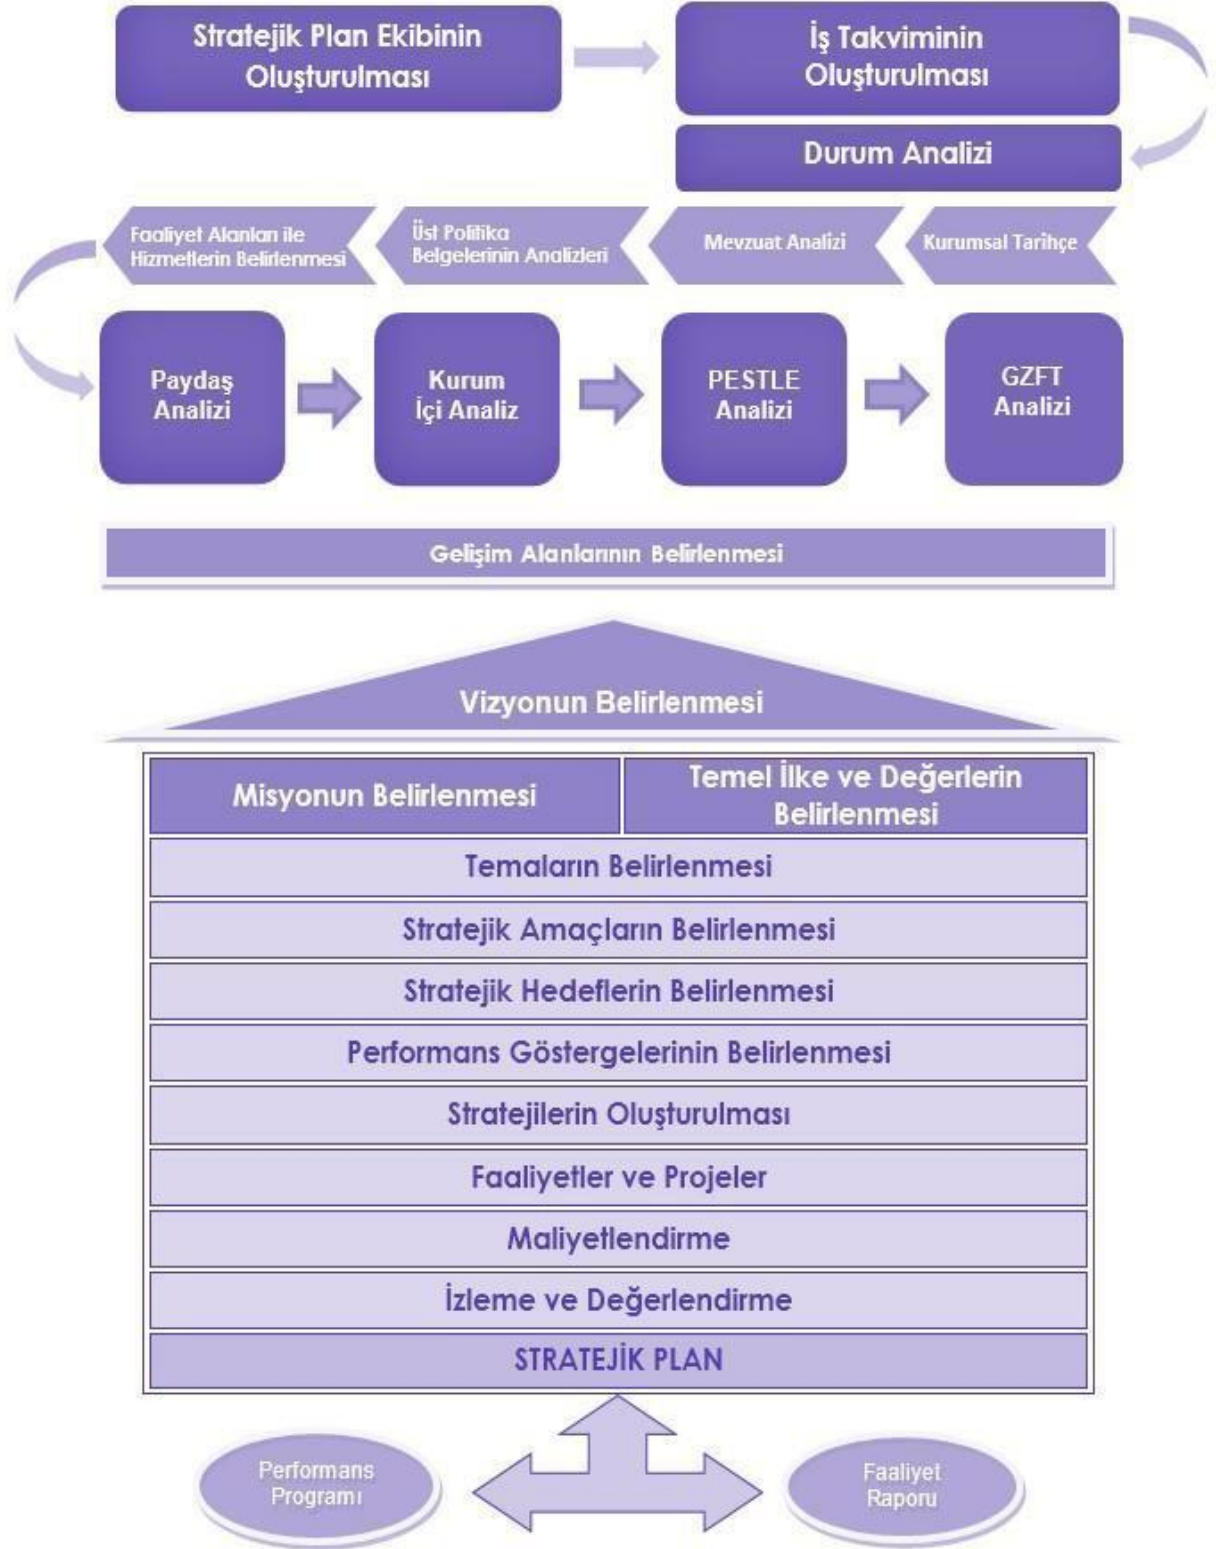 Stratejik Plan Ekibinin
Oluşturulması
İş Takviminin
Oluşturulması
Durum Analizi
Faaliyet Alanları ile
Hizmetlerin Belirlenmesi
Üst Politika
Belgelerinin Analizleri
Mevzuat Analizi
Kurumsal Tarihçe
Paydaş
Analizi
Kurum
İçi Analiz
PESTLE
Analizi
GZFT
Analizi
Gelişim Alanlarının Belirlenmesi
Vizyonun Belirlenmesi
Misyonun Belirlenmesi
Temel İlke ve Değerlerin
Belirlenmesi
Temaların Belirlenmesi
Stratejik Amaçların Belirlenmesi
Stratejik Hedeflerin Belirlenmesi
Performans Göstergelerinin Belirlenmesi
Stratejilerin Oluşturulması
Faaliyetler ve Projeler
Maliyetlendirme
İzleme ve Değerlendirme
STRATEJİK PLAN
Performans
Programı
Faaliyet
Raporu